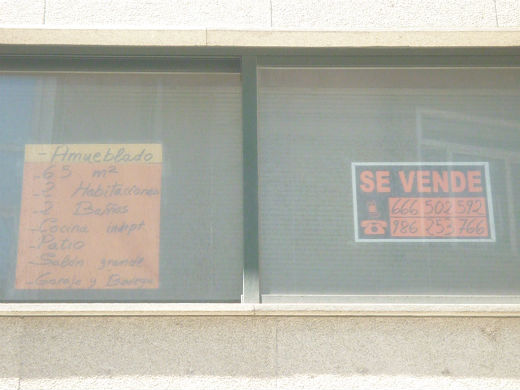 - Amueblado
- 65 m²
- 2 Habitaciones
- 2 Baños
- Cocina indept
- Patio
- Salón grande
- Garaje y Bodega
SE VENDE
666 502 592
986 253 766